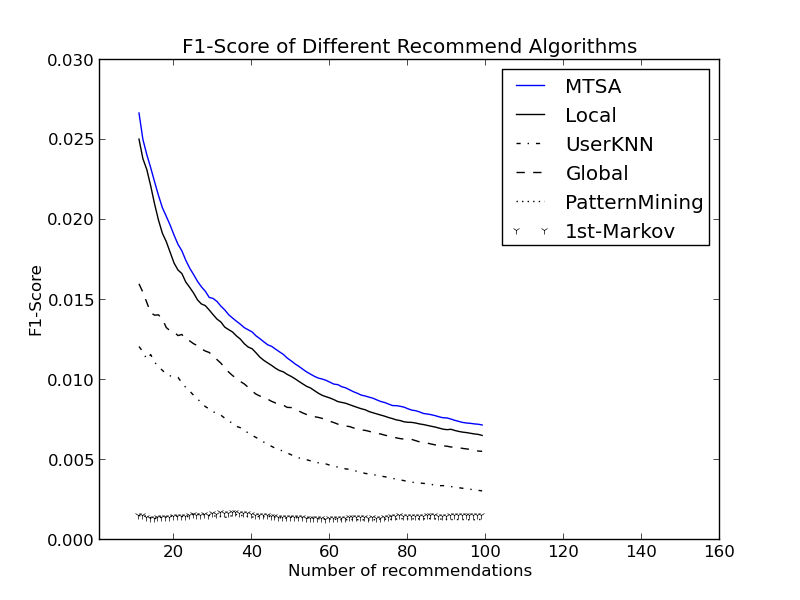 F1-Score of Different Recommend Algorithms
0.030
0.025
0.020
0.015
0.010
0.005
0.000
F1-Score
MTSA
Local
UserKNN
Global
PatternMining
1st-Markov
20 40 60 80 100 120 140 160
Number of recommendations